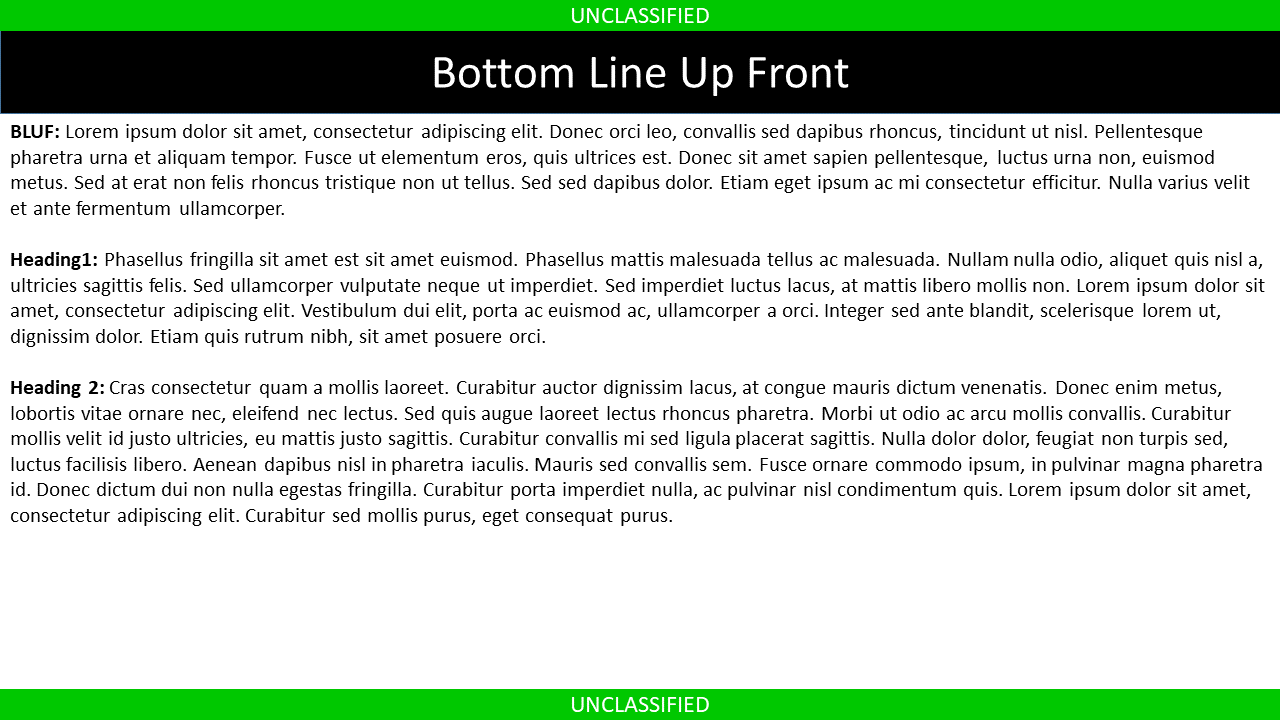 UNCLASSIFIED
Bottom Line Up Front
BLUF: Lorem ipsum dolor sit amet, consectetur adipiscing elit. Donec orci leo, convallis sed dapibus rhoncus, tincidunt ut nisl. Pellentesque
pharetra urna et aliquam tempor. Fusce ut elementum eros, quis ultrices est. Donec sit amet sapien pellentesque, luctus urna non, euismod
metus. Sed at erat non felis rhoncus tristique non ut tellus. Sed sed dapibus dolor. Etiam eget ipsum ac mi consectetur efficitur. Nulla varius velit
et ante fermentum ullamcorper.
Heading1: Phasellus fringilla sit amet est sit amet euismod. Phasellus mattis malesuada tellus ac malesuada. Nullam nulla odio, aliquet quis nisl a,
ultricies sagittis felis. Sed ullamcorper vulputate neque ut imperdiet. Sed imperdiet luctus lacus, at mattis libero mollis non. Lorem ipsum dolor sit
amet, consectetur adipiscing elit. Vestibulum dui elit, porta ac euismod ac, ullamcorper a orci. Integer sed ante blandit, scelerisque lorem ut,
dignissim dolor. Etiam quis rutrum nibh, sit amet posuere orci.
Heading 2: Cras consectetur quam a mollis laoreet. Curabitur auctor dignissim lacus, at congue mauris dictum venenatis. Donec enim metus,
lobortis vitae ornare nec, eleifend nec lectus. Sed quis augue laoreet lectus rhoncus pharetra. Morbi ut odio ac arcu mollis convallis. Curabitur
mollis velit id justo ultricies, eu mattis justo sagittis. Curabitur convallis mi sed ligula placerat sagittis. Nulla dolor dolor, feugiat non turpis sed,
luctus facilisis libero. Aenean dapibus nisl in pharetra iaculis. Mauris sed convallis sem. Fusce ornare commodo ipsum, in pulvinar magna pharetra
id. Donec dictum dui non nulla egestas fringilla. Curabitur porta imperdiet nulla, ac pulvinar nisl condimentum quis. Lorem ipsum dolor sit amet,
consectetur adipiscing elit. Curabitur sed mollis purus, eget consequat purus.
UNCLASSIFIED